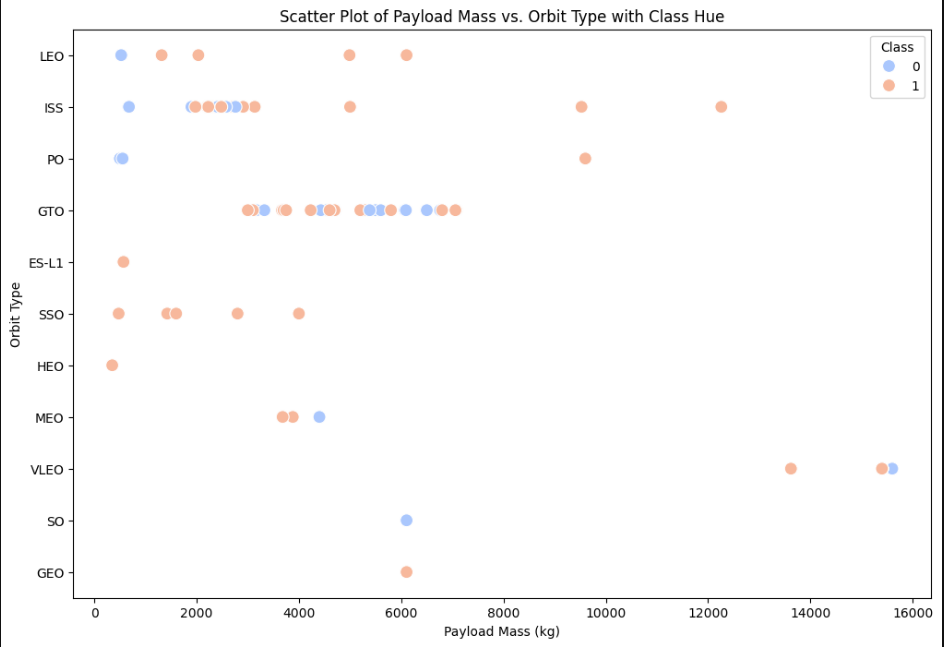 Scatter Plot of Payload Mass vs. Orbit Type with Class Hue
Class
0
1
Orbit Type
LEO
ISS
PO
GTO
ES-L1
SSO
HEO
MEO
VLEO
SO
GEO
0 2000 4000 6000 8000 10000 12000 14000 16000
Payload Mass (kg)